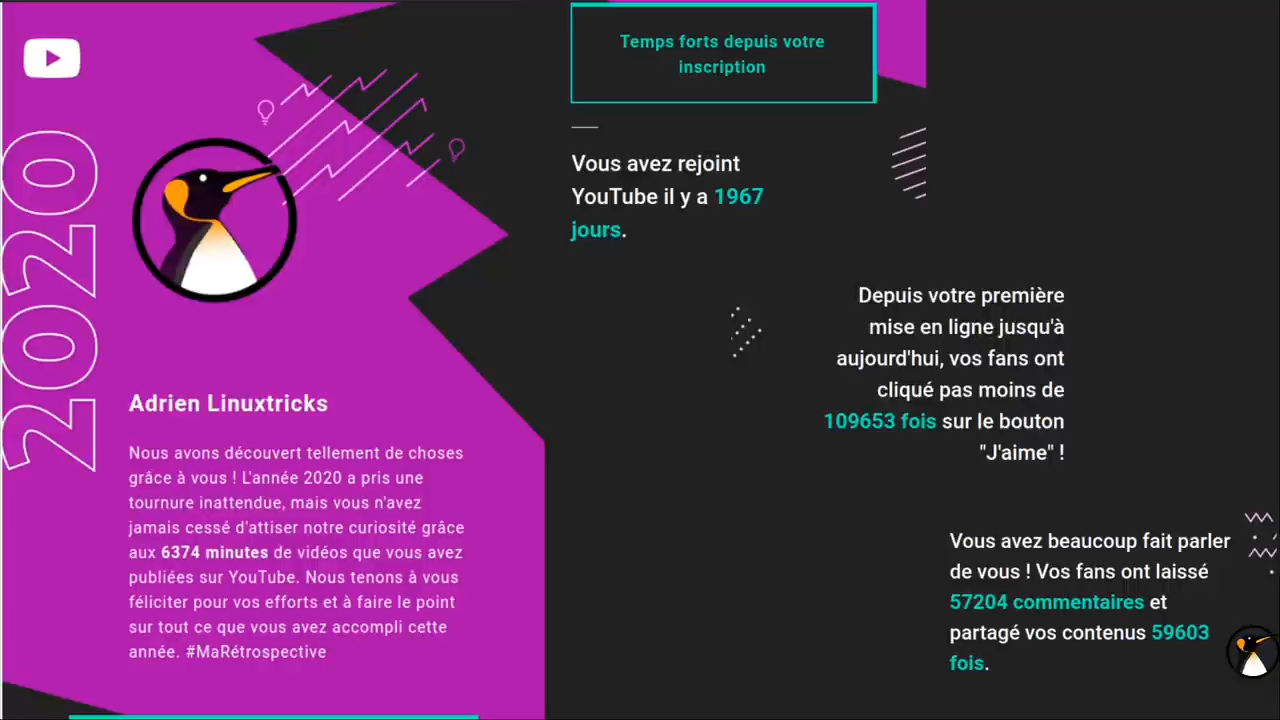 2020
Adrien Linuxtricks
Nous avons découvert tellement de choses
grâce à vous ! L'année 2020 a pris une
tournure inattendue, mais vous n'avez
jamais cessé d'attiser notre curiosité grâce
aux 6374 minutes de vidéos que vous avez
publiées sur YouTube. Nous tenons à vous
féliciter pour vos efforts et à faire le point
sur tout ce que vous avez accompli cette
année. #MaRétrospective
Temps forts depuis votre
inscription
Vous avez rejoint
YouTube il y a 1967
jours.
Depuis votre première
mise en ligne jusqu'à
aujourd'hui, vos fans ont
cliqué pas moins de
109653 fois sur le bouton
"J'aime" !
Vous avez beaucoup fait parler
de vous ! Vos fans ont laissé
57204 commentaires et
partagé vos contenus 59603
fois.